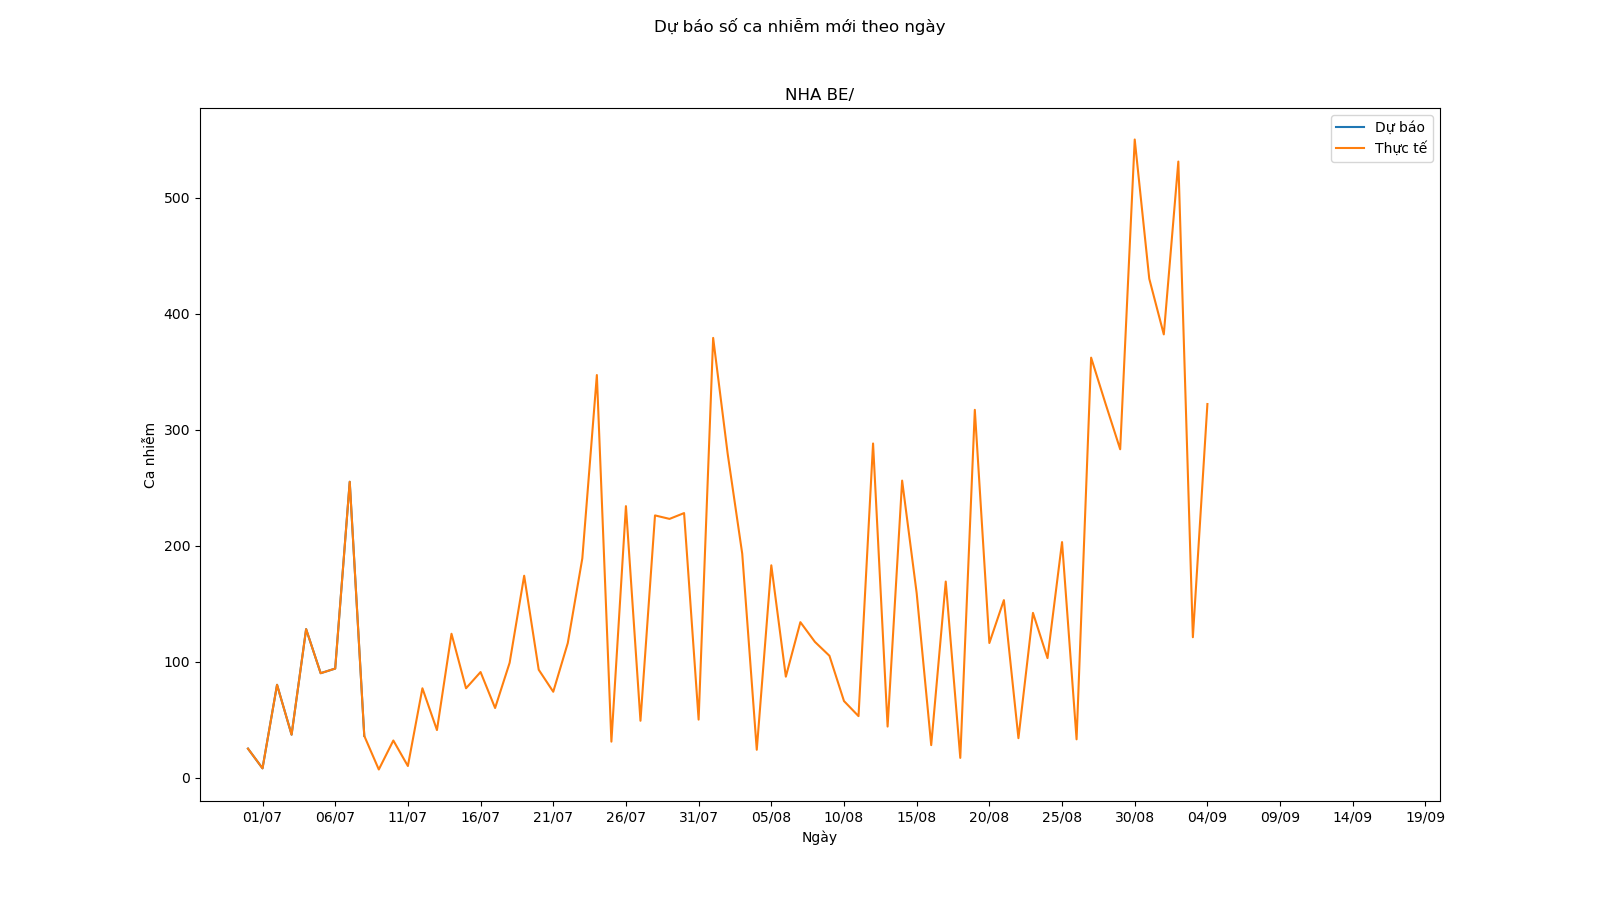 Dự báo số ca nhiễm mới theo ngày
NHA BE/
Dự báo
Thực tế
500
400
300
200
100
0
Ca nhiễm
01/07 06/07 11/07 16/07 21/07 26/07 31/07 05/08 10/08 15/08 20/08 25/08 30/08 04/09 09/09 14/09 19/09
Ngày